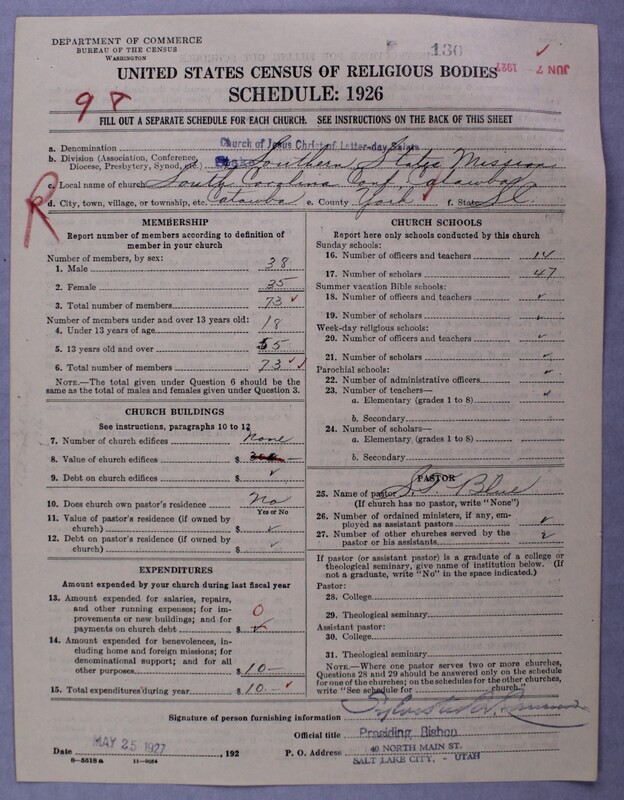 DEPARTMENT OF COMMERCE
BUREAU OF THE CENSUS
WASHINGTON
130
JUN 7 1927
UNITED STATES CENSUS OF RELIGIOUS BODIES
SCHEDULE: 1926
98
FILL OUT A SEPARATE SCHEDULE FOR EACH CHURCH. SEE INSTRUCTIONS ON THE BACK OF THIS SHEET
a. Denomination Church of Jesus Christ of Latter-day Saints
b. Division (Association, Conference, Diocese, Presbytery, Synod, etc.) Southern States Mission
c. Local name of church South Carolina Conf. Catawba
d. City, town, village, or township, etc. Catawba e. County York f. State S.C.
R
MEMBERSHIP
Report number of members according to definition of member in your church
Number of members, by sex:
1. Male 38
2. Female 35
3. Total number of members 73 ✓
Number of members under and over 13 years old:
4. Under 13 years of age 18
5. 13 years old and over 55
6. Total number of members 73 ✓
NOTE.—The total given under Question 6 should be the same as the total of males and females given under Question 3.
CHURCH BUILDINGS
See instructions, paragraphs 10 to 12
7. Number of church edifices None
8. Value of church edifices $
9. Debt on church edifices $ ✓
10. Does church own pastor's residence No
Yes or No
11. Value of pastor's residence (if owned by church) $ ✓
12. Debt on pastor's residence (if owned by church) $ ✓
EXPENDITURES
Amount expended by your church during last fiscal year
13. Amount expended for salaries, repairs, and other running expenses; for improvements or new buildings; and for payments on church debt $ 0 ✓
14. Amount expended for benevolences, including home and foreign missions; for denominational support; and for all other purposes $ 10—
15. Total expenditures during year $ 10— ✓
CHURCH SCHOOLS
Report here only schools conducted by this church
Sunday schools:
16. Number of officers and teachers 14
17. Number of scholars 47
Summer vacation Bible schools:
18. Number of officers and teachers ✓
19. Number of scholars ✓
Week-day religious schools:
20. Number of officers and teachers ✓
21. Number of scholars ✓
Parochial schools:
22. Number of administrative officers ✓
23. Number of teachers—
a. Elementary (grades 1 to 8) ✓
b. Secondary
24. Number of scholars—
a. Elementary (grades 1 to 8)
b. Secondary
PASTOR
25. Name of pastor S.T. Blue
(If church has no pastor, write "None")
26. Number of ordained ministers, if any, employed as assistant pastors ✓
27. Number of other churches served by the pastor or his assistants
If pastor (or assistant pastor) is a graduate of a college or theological seminary, give name of institution below. (If not a graduate, write "No" in the space indicated.)
Pastor:
28. College
29. Theological seminary
Assistant pastor:
30. College
31. Theological seminary
NOTE.—Where one pastor serves two or more churches, Questions 28 and 29 should be answered only on the schedule for one of the churches; on the schedules for the other churches, write "See schedule for church."
Signature of person furnishing information
Official title Presiding Bishop
Date MAY 25 1927, 192 P. O. Address 40 NORTH MAIN ST.
SALT LAKE CITY, - UTAH
8-5518 a 11-9064